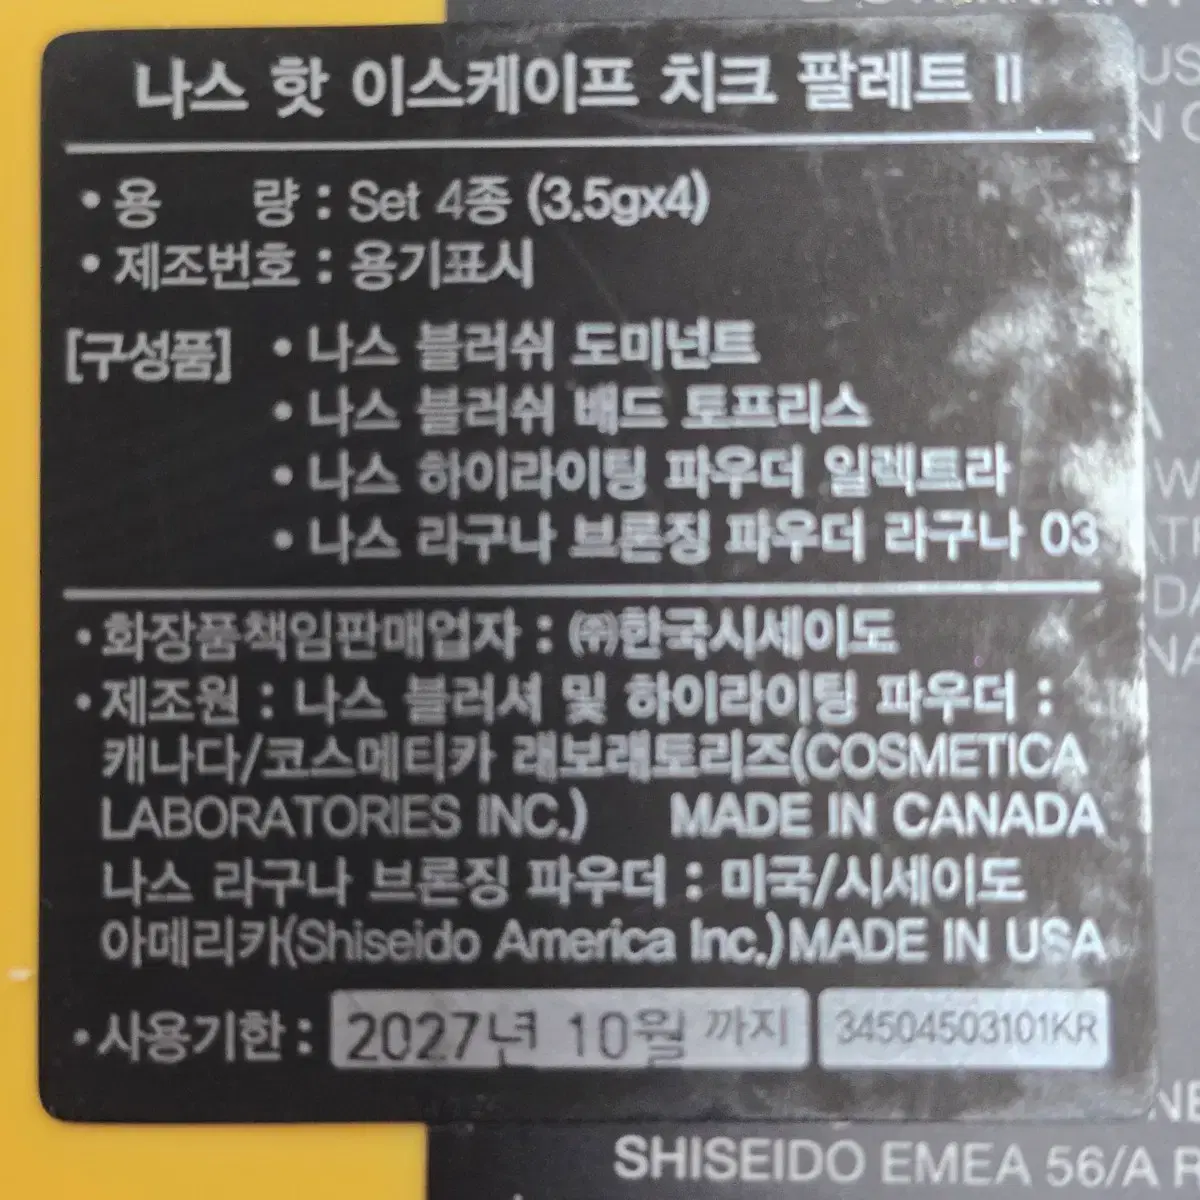 나스 핫 이스케이프 치크 팔레트 II
• 용 량 : Set 4종 (3.5gx4)
• 제조번호 : 용기표시
[구성품] • 나스 블러쉬 도미넌트
• 나스 블러쉬 배드 토프리스
• 나스 하이라이팅 파우더 일렉트라
• 나스 라구나 브론징 파우더 라구나 03
• 화장품책임판매업자 : ㈜한국시세이도
• 제조원 : 나스 블러셔 및 하이라이팅 파우더 :
캐나다/코스메티카 래보래토리즈(COSMETICA
LABORATORIES INC.) MADE IN CANADA
나스 라구나 브론징 파우더 : 미국/시세이도
아메리카(Shiseido America Inc.)MADE IN USA
• 사용기한 : 2027년 10월 까지 34504503101KR
SHISEIDO EMEA 56/A